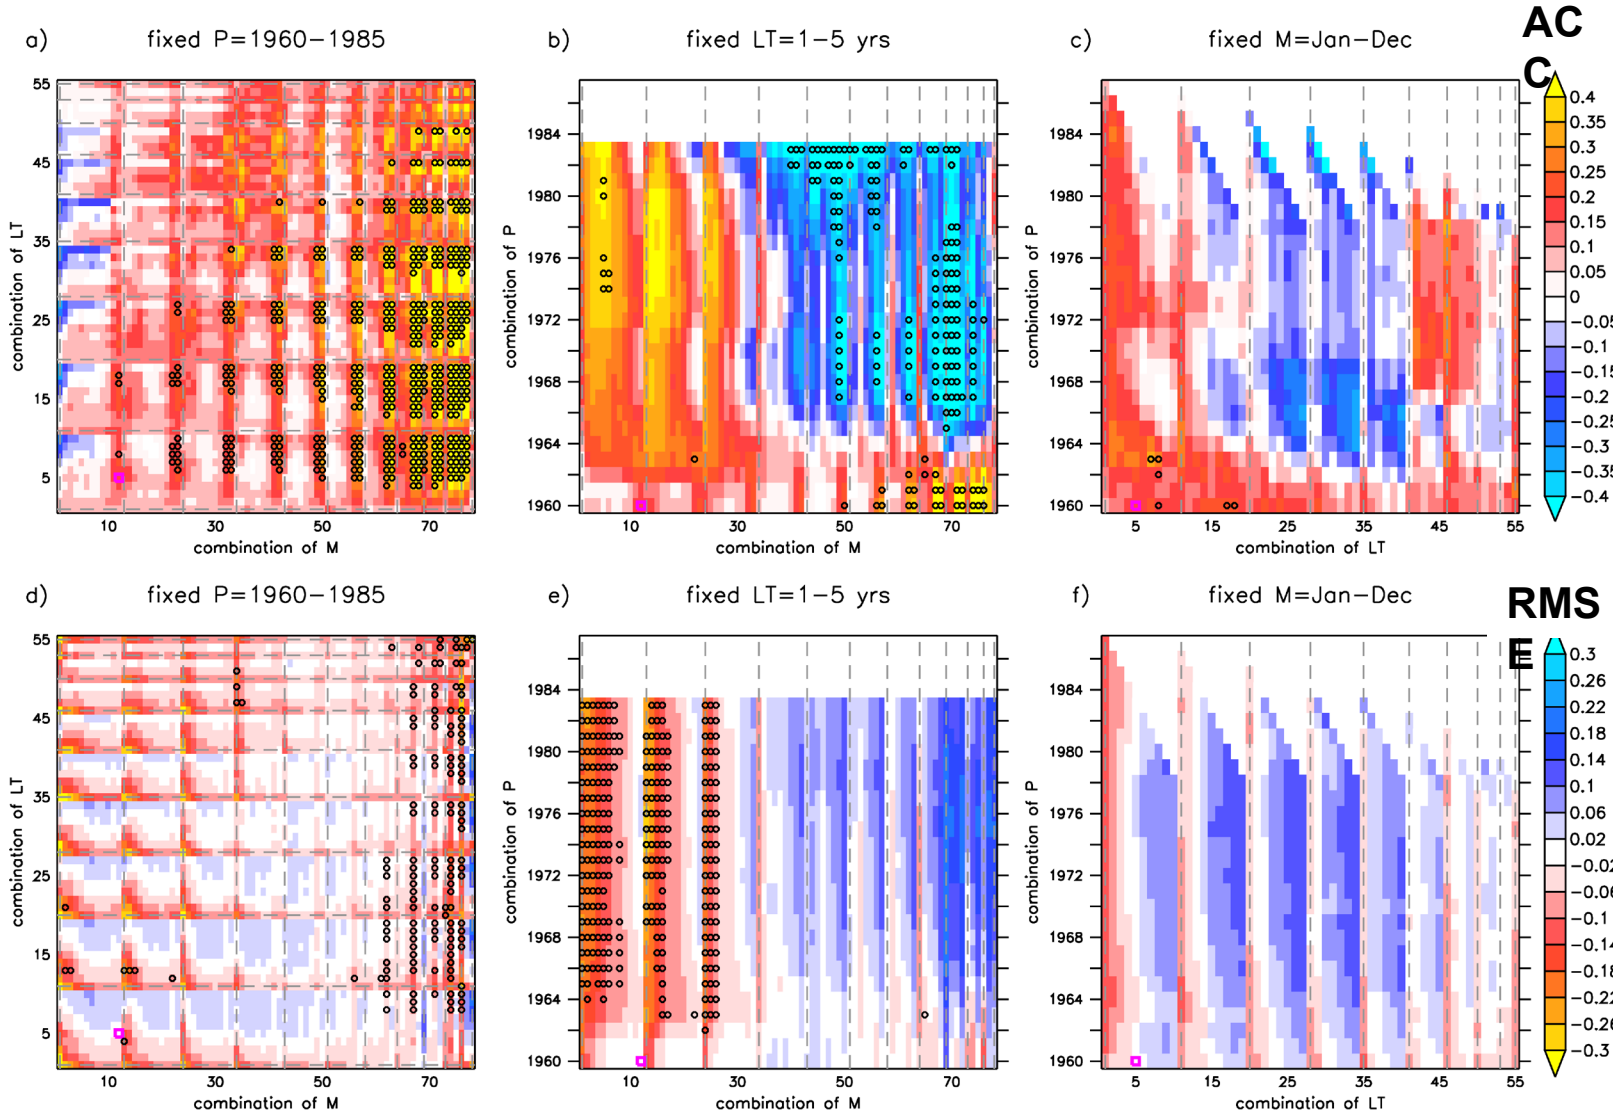 AC
C
a) fixed P=1960−1985
b) fixed LT=1−5 yrs
c) fixed M=Jan−Dec
55
45
35
25
15
5
combination of LT
10 30 50 70
combination of M
1984
1980
1976
1972
1968
1964
1960
combination of P
10 30 50 70
combination of M
1984
1980
1976
1972
1968
1964
1960
combination of P
5 15 25 35 45 55
combination of LT
0.4
0.35
0.3
0.25
0.2
0.15
0.1
0.05
0
−0.05
−0.1
−0.15
−0.2
−0.25
−0.3
−0.35
−0.4
RMS
E
d) fixed P=1960−1985
e) fixed LT=1−5 yrs
f) fixed M=Jan−Dec
55
45
35
25
15
5
combination of LT
10 30 50 70
combination of M
1984
1980
1976
1972
1968
1964
1960
combination of P
10 30 50 70
combination of M
1984
1980
1976
1972
1968
1964
1960
combination of P
5 15 25 35 45 55
combination of LT
0.3
0.26
0.22
0.18
0.14
0.1
0.06
0.02
−0.02
−0.06
−0.1
−0.14
−0.18
−0.22
−0.26
−0.3